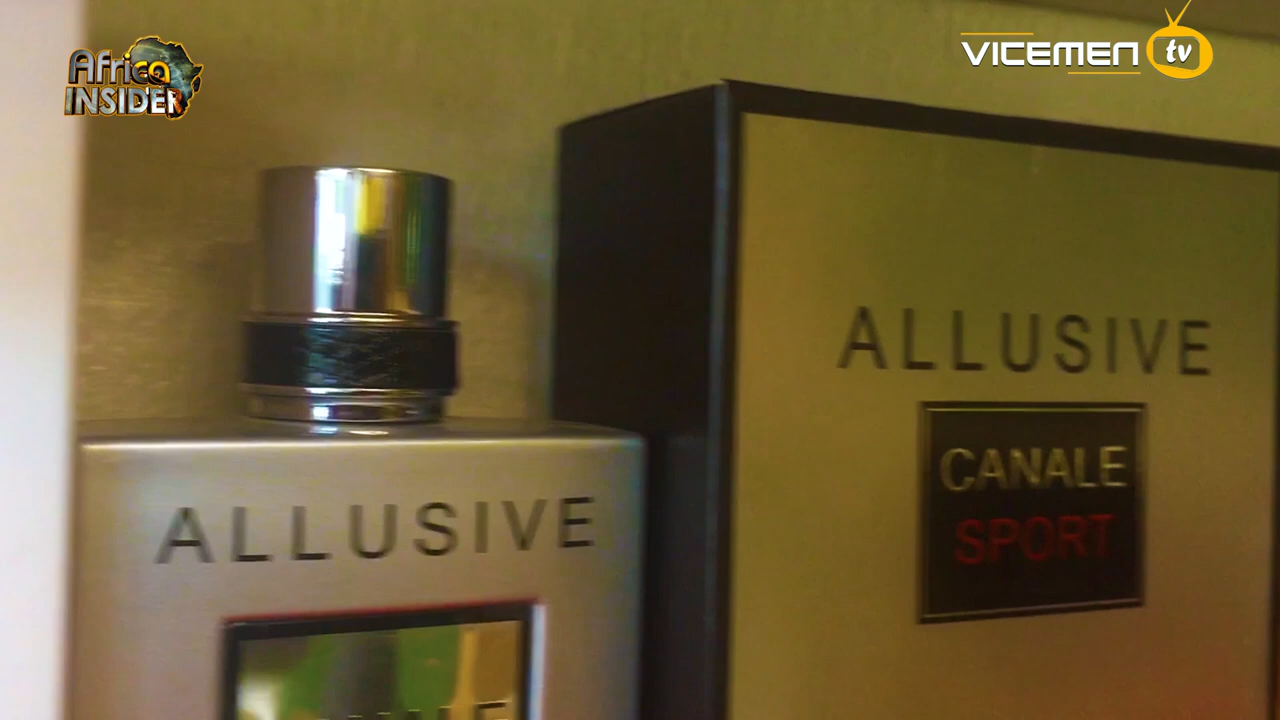 Africa
INSIDER
VICEMEN tv
ALLUSIVE
CANALE
SPORT
ALLUSIVE